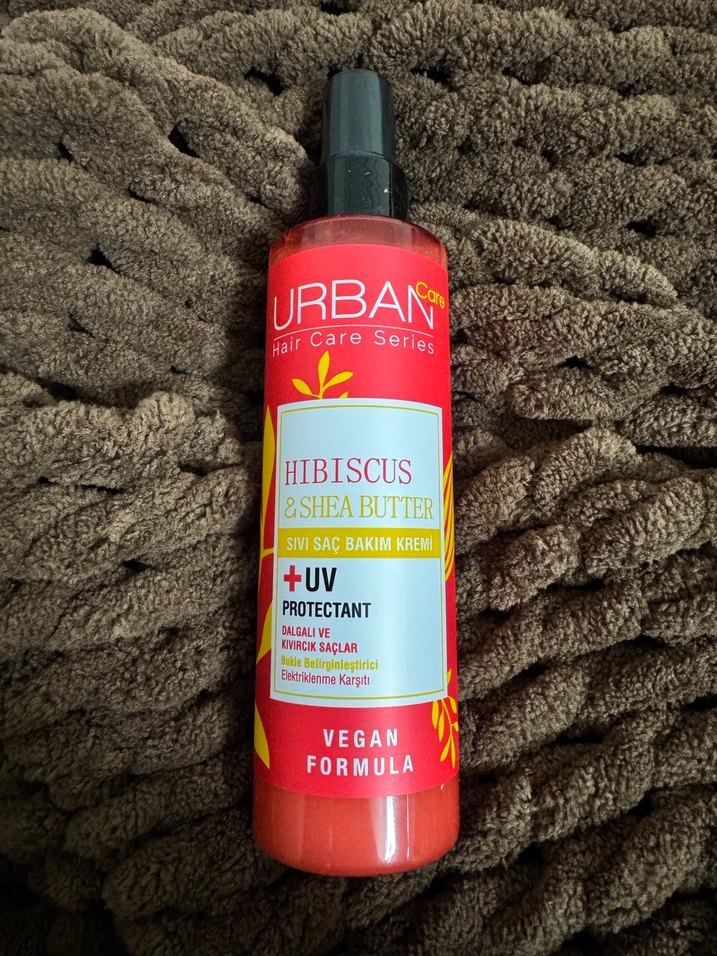 URBAN Care
Hair Care Series
HIBISCUS
& SHEA BUTTER
SIVI SAÇ BAKIM KREMİ
+UV
PROTECTANT
DALGALI VE
KIVIRCIK SAÇLAR
Bukle Belirginleştirici
Elektriklenme Karşıtı
VEGAN
FORMULA